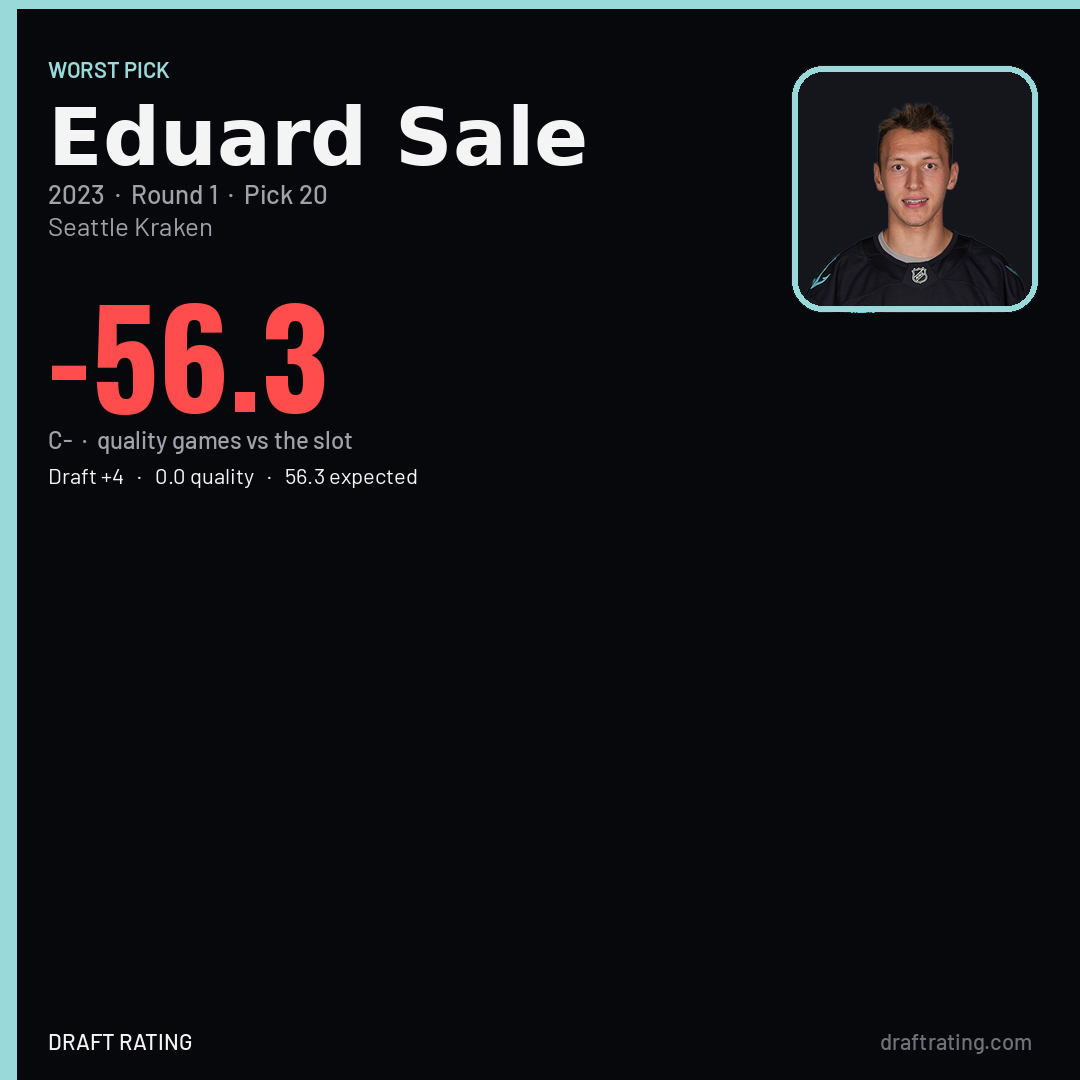 WORST PICK
Eduard Sale
2023 · Round 1 · Pick 20
Seattle Kraken
-56.3
C- · quality games vs the slot
Draft +4 · 0.0 quality · 56.3 expected
DRAFT RATING
draftrating.com